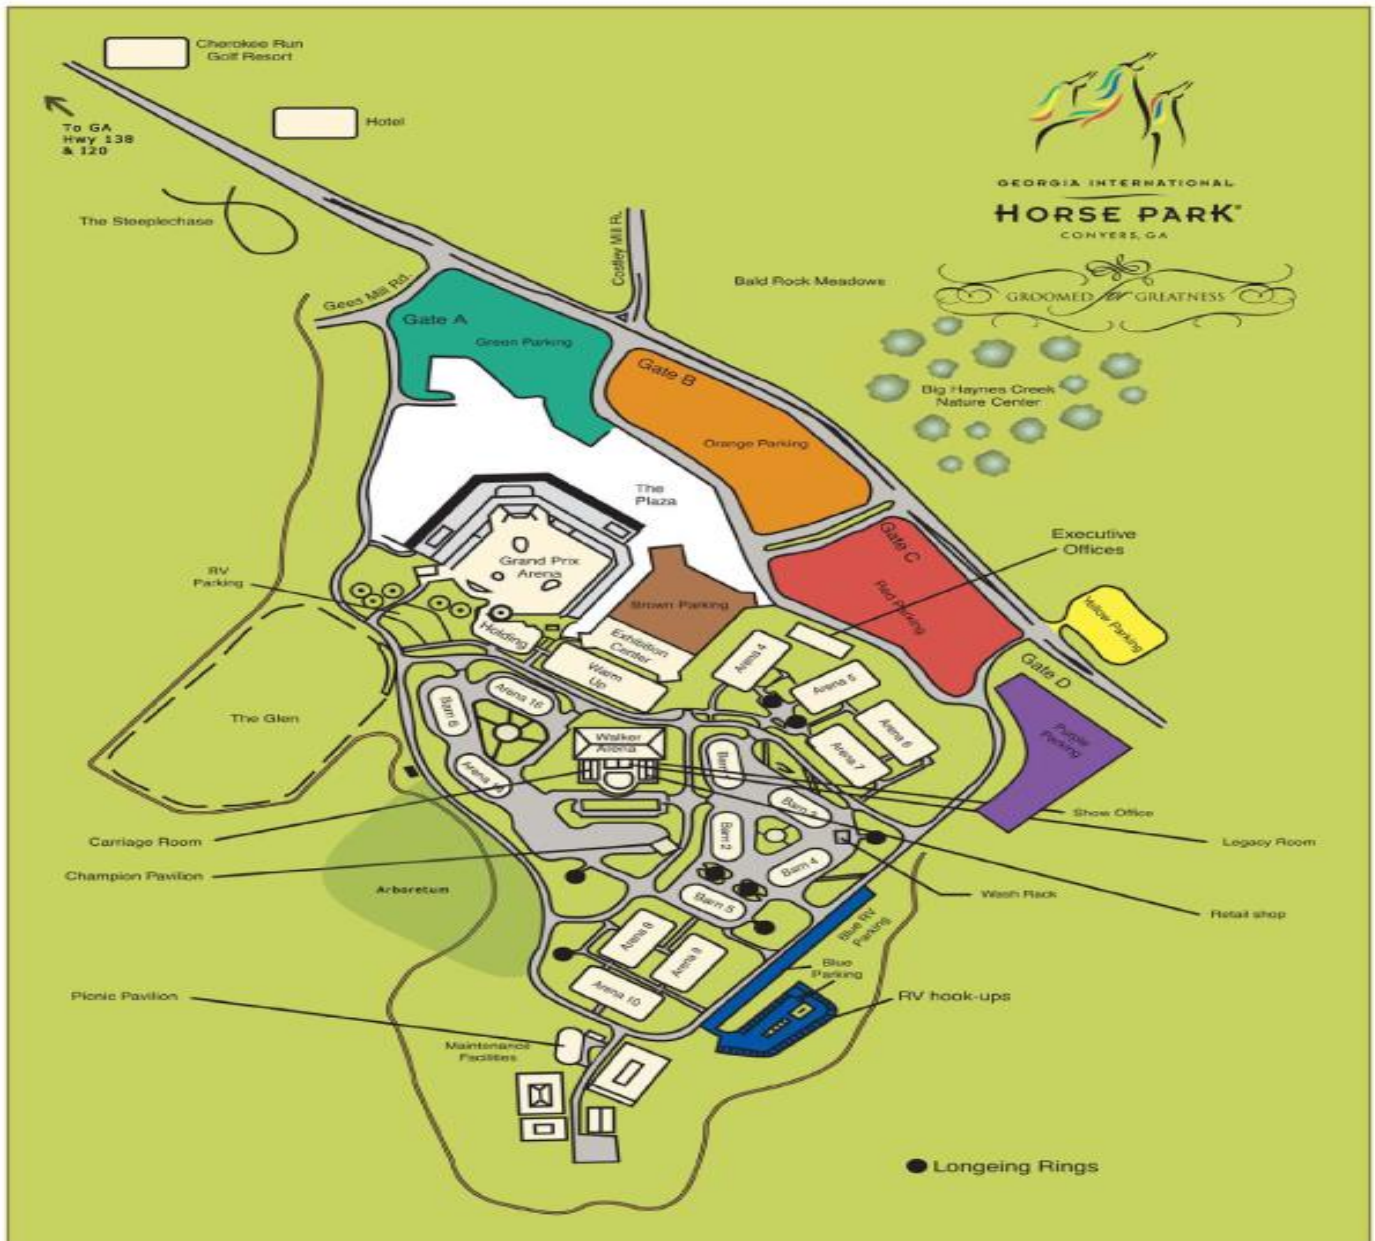 Cherokee Run
Golf Resort
Hotel
To GA
Hwy 138
& I20
The Steeplechase
GEORGIA INTERNATIONAL
HORSE PARK®
CONYERS, GA
GROOMED for GREATNESS
Costley Mill Rd.
Gees Mill Rd.
Bald Rock Meadows
Gate A
Green Parking
Gate B
Orange Parking
Big Haynes Creek
Nature Center
The
Plaza
Gate C
Red Parking
Executive
Offices
Grand Prix
Arena
RV
Parking
Brown Parking
Yellow Parking
Holding
Exhibition
Center
Warm
Up
Arena 4
Arena 5
Gate D
Purple
Parking
The Glen
Barn 6
Arena 16
Walker
Arena
Arena 6
Arena 7
Barn
Barn 2
Barn 4
Barn 5
Show Office
Legacy Room
Carriage Room
Champion Pavilion
Arboretum
Wash Rack
Retail shop
Blue RV
Parking
Arena 8
Arena 9
Blue
Parking
Arena 10
Picnic Pavilion
RV hook-ups
Maintenance
Facilities
Longeing Rings